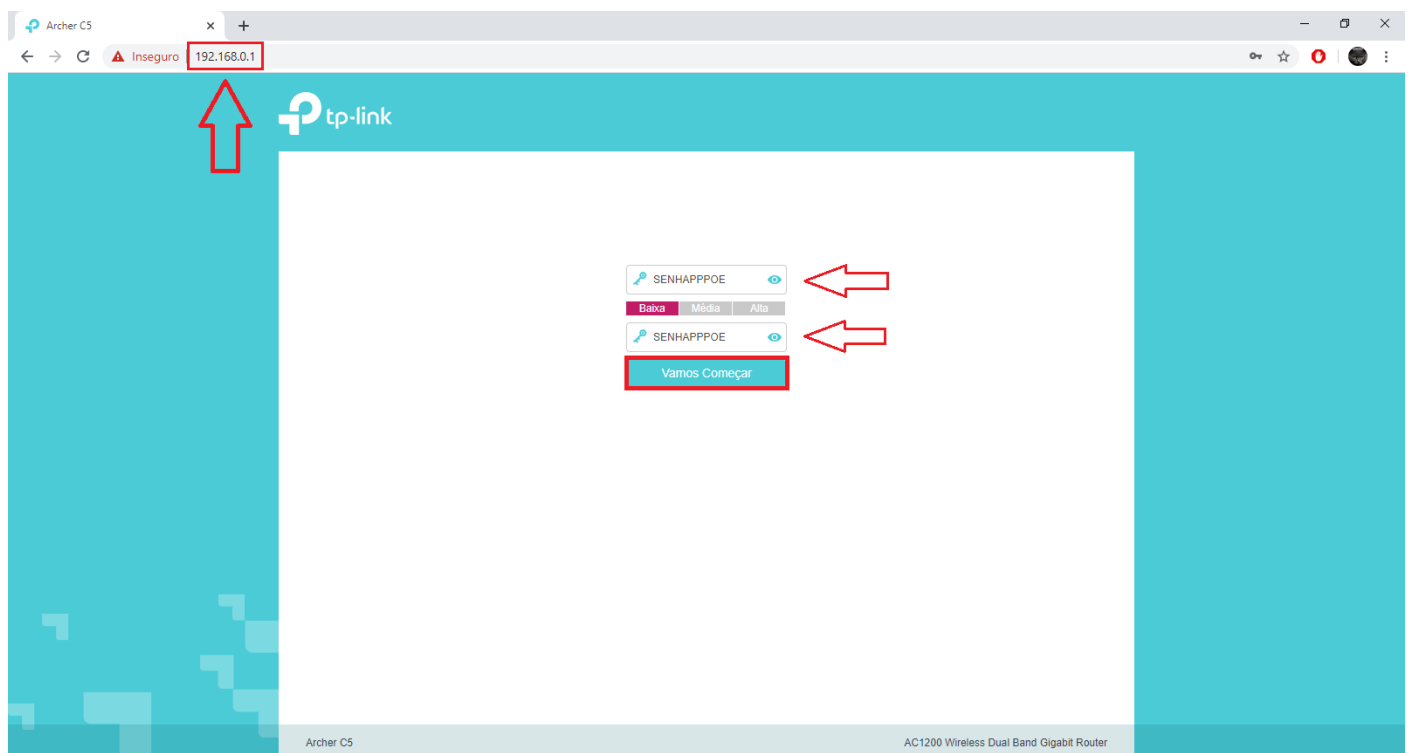 Archer C5
Inseguro 192.168.0.1
tp-link
SENHAPPPOE
Baixa Média Alta
SENHAPPPOE
Vamos Começar
Archer C5 AC1200 Wireless Dual Band Gigabit Router